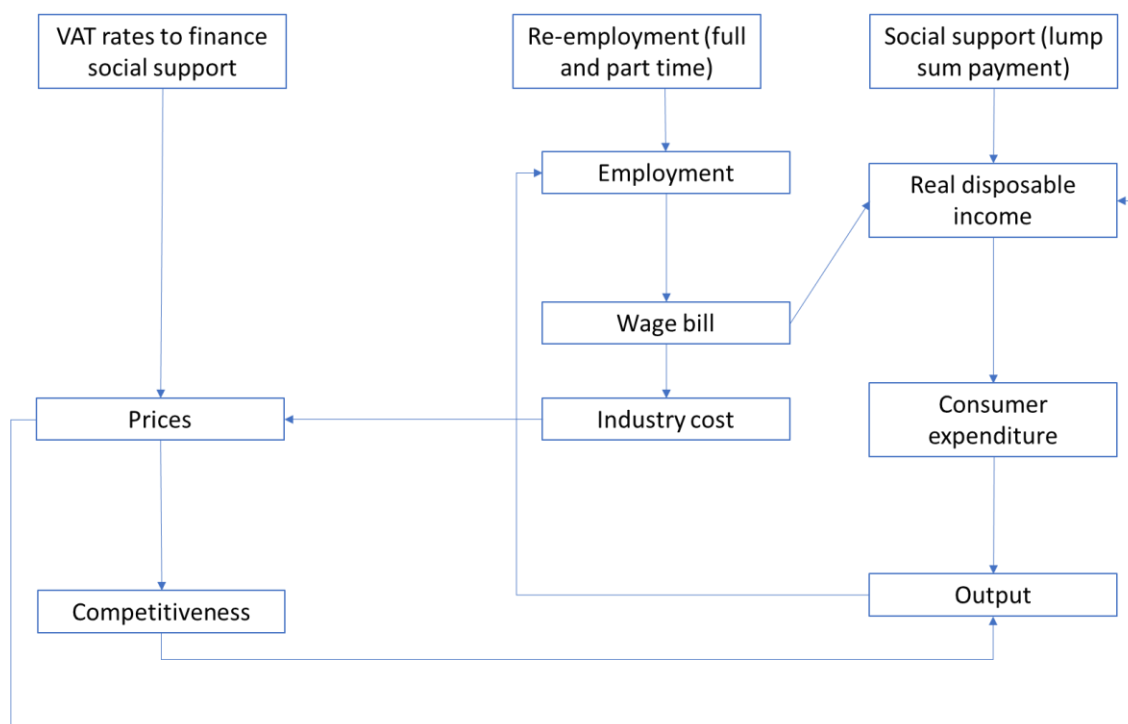 VAT rates to finance
social support
Re-employment (full
and part time)
Social support (lump
sum payment)
Employment
Real disposable
income
Wage bill
Prices
Industry cost
Consumer
expenditure
Competitiveness
Output